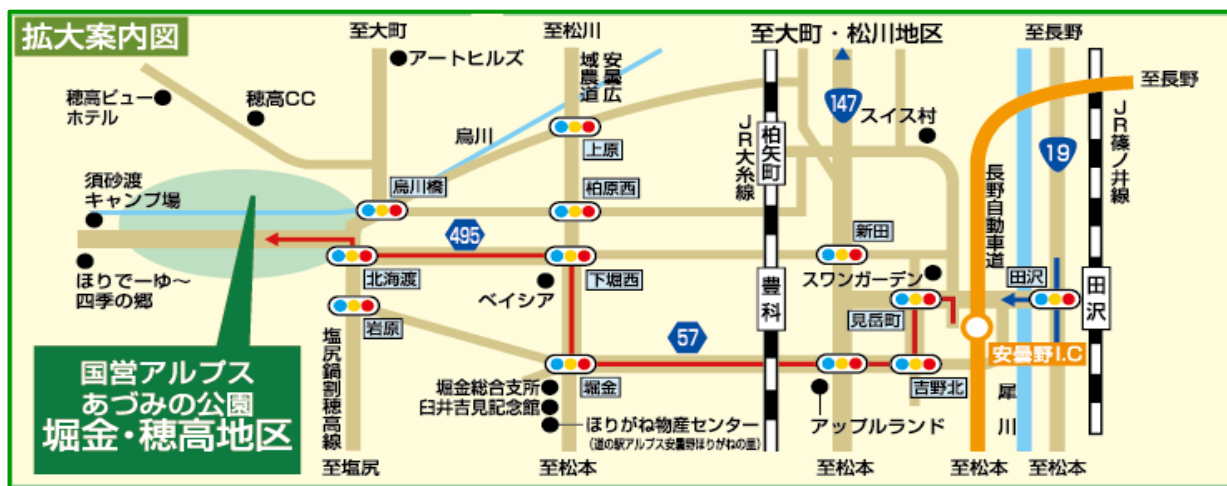 拡大案内図
至大町
至松川
至大町・松川地区
至長野
至長野
アートヒルズ
安曇広
域農道
穂高ビュー
ホテル
穂高CC
烏川
上原
JR大糸線
柏矢町
147
スイス村
長野自動車道
19
JR篠ノ井線
須砂渡
キャンプ場
烏川橋
柏原西
495
新田
北海渡
下堀西
スワンガーデン
田沢
田沢
ほりでーゆ~
四季の郷
ベイシア
豊科
見岳町
岩原
57
安曇野I.C
国営アルプス
あづみの公園
堀金・穂高地区
塩尻鍋割穂高線
堀金
吉野北
堀金総合支所
臼井吉見記念館
ほりがね物産センター
(道の駅アルプス安曇野ほりがねの里)
アップルランド
犀川
至塩尻
至松本
至松本
至松本
至松本